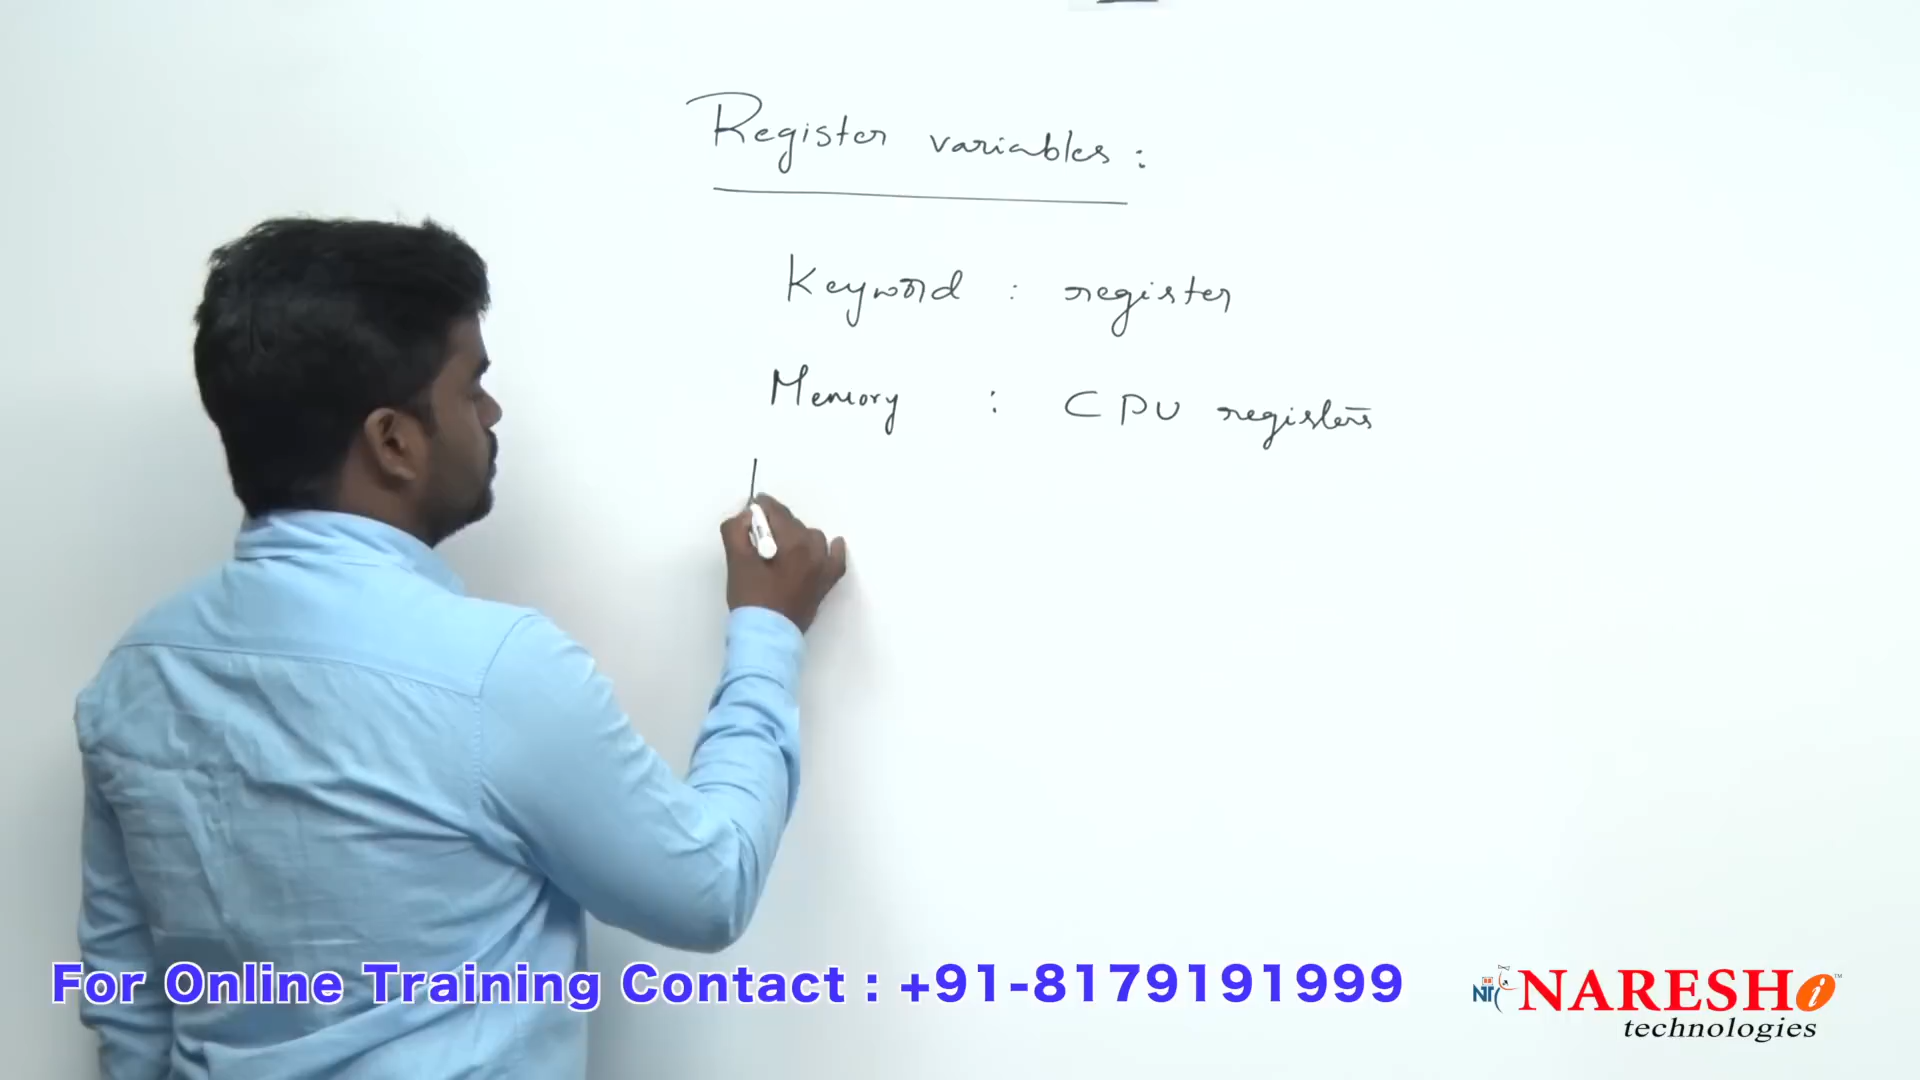 Register variables :
Keyword : register
Memory : CPU registers
For Online Training Contact : +91-8179191999
NARESHi
technologies